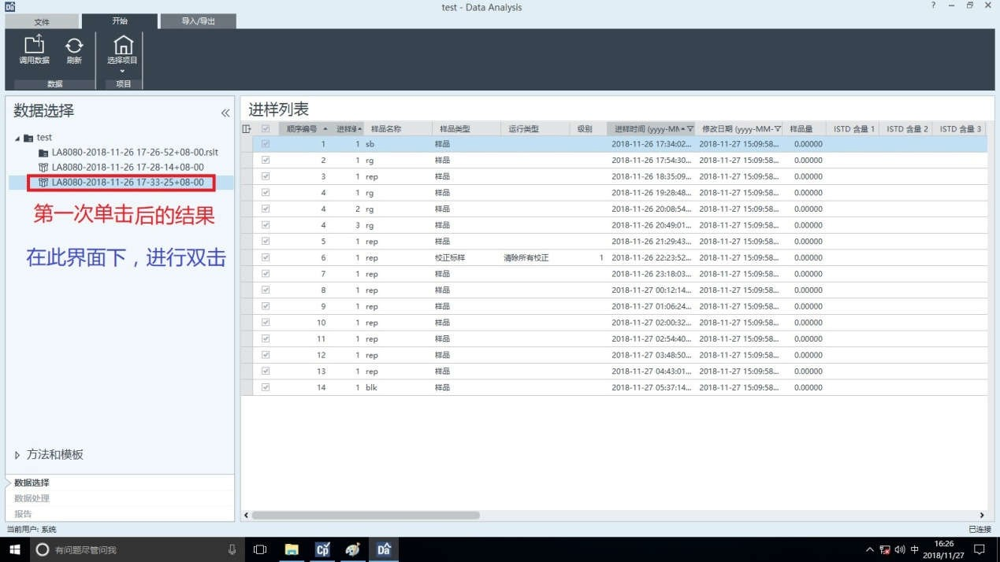 Da test - Data Analysis ?
文件 开始 导入/导出
调用数据 刷新 选择项目
数据 项目
数据选择
test
LA8080-2018-11-26 17-26-52+08-00.rslt
LA8080-2018-11-26 17-28-14+08-00
LA8080-2018-11-26 17-33-25+08-00
第一次单击后的结果
在此界面下，进行双击
方法和模板
数据选择
数据处理
报告
进样列表
顺序编号 进样 样品名称 样品类型 运行类型 级别 进样时间 (yyyy-MM 修改日期 (yyyy-MM- 样品量 ISTD 含量 1 ISTD 含量 2 ISTD 含量 3
1 1 sb 样品 2018-11-26 17:34:02... 2018-11-27 15:09:58... 0.00000
2 1 rg 样品 2018-11-26 17:54:30... 2018-11-27 15:09:58... 0.00000
3 1 rep 样品 2018-11-26 18:35:09... 2018-11-27 15:09:58... 0.00000
4 1 rg 样品 2018-11-26 19:28:48... 2018-11-27 15:09:58... 0.00000
4 2 rg 样品 2018-11-26 20:08:54... 2018-11-27 15:09:58... 0.00000
4 3 rg 样品 2018-11-26 20:49:01... 2018-11-27 15:09:58... 0.00000
5 1 rep 样品 2018-11-26 21:29:43... 2018-11-27 15:09:58... 0.00000
6 1 rep 校正标样 清除所有校正 1 2018-11-26 22:23:52... 2018-11-27 15:09:58... 0.00000
7 1 rep 样品 2018-11-26 23:18:03... 2018-11-27 15:09:58... 0.00000
8 1 rep 样品 2018-11-27 00:12:14... 2018-11-27 15:09:58... 0.00000
9 1 rep 样品 2018-11-27 01:06:24... 2018-11-27 15:09:58... 0.00000
10 1 rep 样品 2018-11-27 02:00:32... 2018-11-27 15:09:58... 0.00000
11 1 rep 样品 2018-11-27 02:54:40... 2018-11-27 15:09:58... 0.00000
12 1 rep 样品 2018-11-27 03:48:50... 2018-11-27 15:09:58... 0.00000
13 1 rep 样品 2018-11-27 04:43:01... 2018-11-27 15:09:58... 0.00000
14 1 blk 样品 2018-11-27 05:37:14... 2018-11-27 15:09:58... 0.00000
当前用户: 系统 已连接
有问题尽管问我 Cp Da 中 16:26
2018/11/27